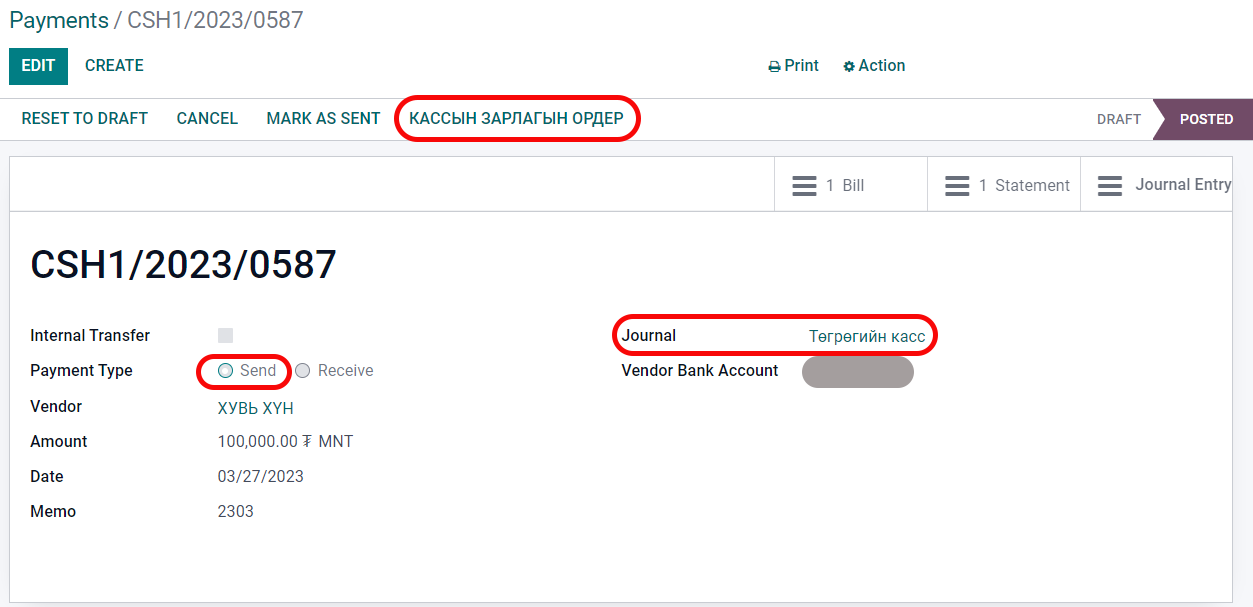 Payments / CSH1/2023/0587
EDIT CREATE Print Action
RESET TO DRAFT CANCEL MARK AS SENT КАССЫН ЗАРЛАГЫН ОРДЕР DRAFT POSTED
1 Bill 1 Statement Journal Entry
CSH1/2023/0587
Internal Transfer Journal Төгрөгийн касс
Payment Type Send Receive Vendor Bank Account
Vendor ХУВЬ ХҮН
Amount 100,000.00 ₮ MNT
Date 03/27/2023
Memo 2303